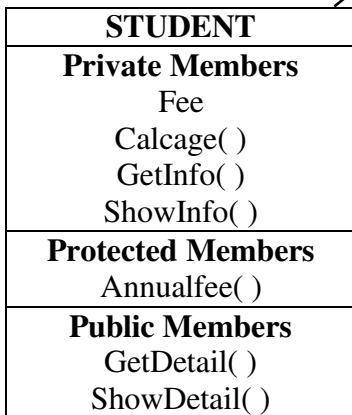 STUDENT
Private Members
Fee
Calcage( )
GetInfo( )
ShowInfo( )
Protected Members
Annualfee( )
Public Members
GetDetail( )
ShowDetail( )